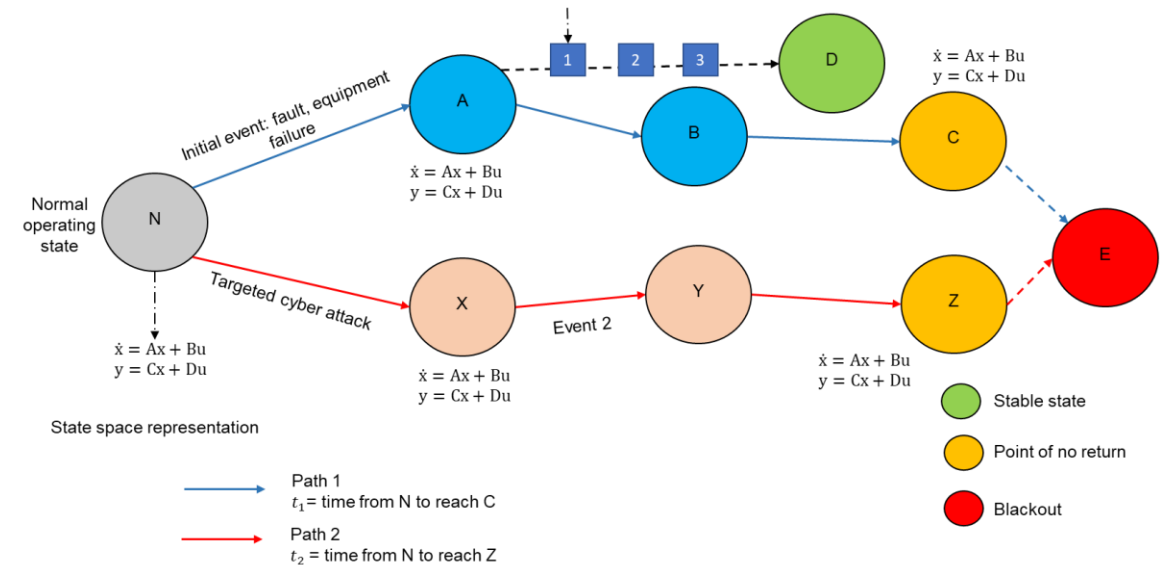 1
2
3
D
ẋ = Ax + Bu
y = Cx + Du
Initial event: fault, equipment
failure
A
B
C
ẋ = Ax + Bu
y = Cx + Du
Normal
operating
state
N
E
Targeted cyber attack
X
Event 2
Y
Z
ẋ = Ax + Bu
y = Cx + Du
ẋ = Ax + Bu
y = Cx + Du
ẋ = Ax + Bu
y = Cx + Du
State space representation
Stable state
Point of no return
Blackout
Path 1
t₁= time from N to reach C
Path 2
t₂ = time from N to reach Z